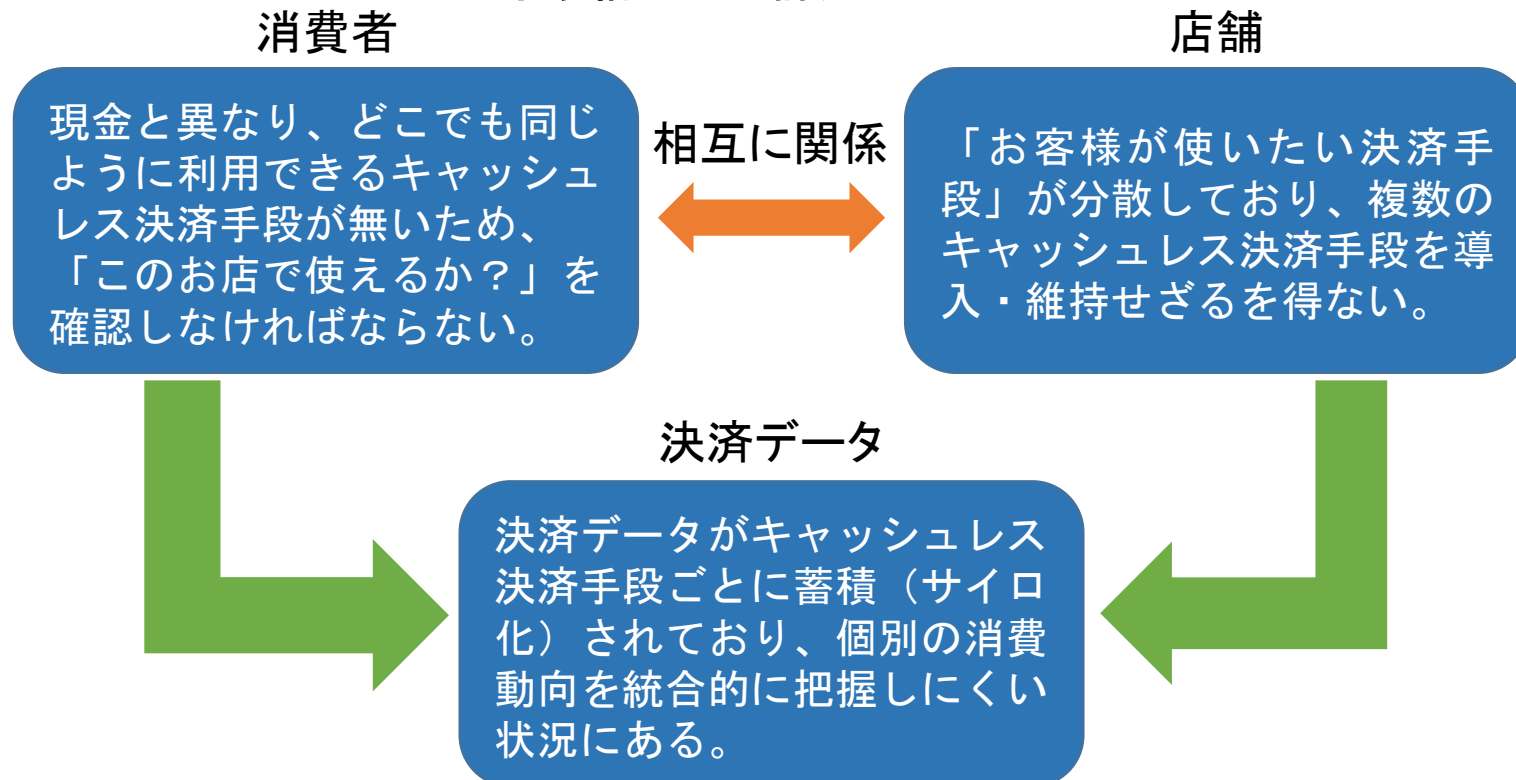 消費者
店舗
現金と異なり、どこでも同じ
ように利用できるキャッシュ
レス決済手段が無いため、
「このお店で使えるか？」を
確認しなければならない。
相互に関係
「お客様が使いたい決済手
段」が分散しており、複数の
キャッシュレス決済手段を導
入・維持せざるを得ない。
決済データ
決済データがキャッシュレス
決済手段ごとに蓄積（サイロ
化）されており、個別の消費
動向を統合的に把握しにくい
状況にある。